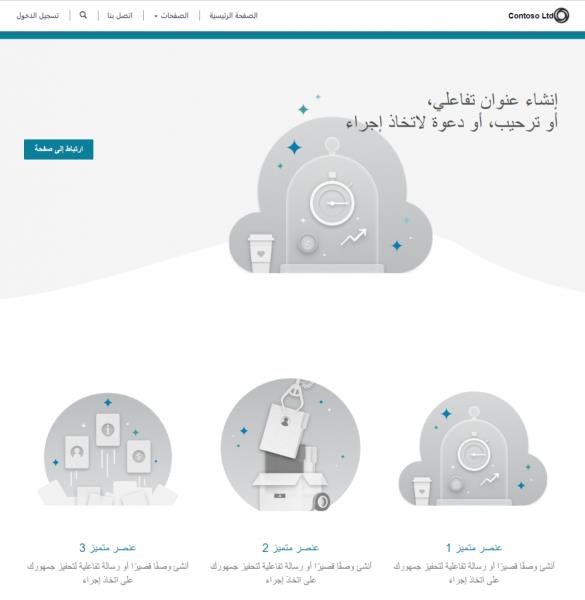 Contoso Ltd
الصفحة الرئيسية
الصفحات
اتصل بنا
تسجيل الدخول
إنشاء عنوان تفاعلي،
أو ترحيب، أو دعوة لاتخاذ إجراء
ارتباط إلى صفحة
عنصر متميز 1
أنشئ وصفًا قصيرًا أو رسالة تفاعلية لتحفيز جمهورك
على اتخاذ إجراء
عنصر متميز 2
أنشئ وصفًا قصيرًا أو رسالة تفاعلية لتحفيز جمهورك
على اتخاذ إجراء
عنصر متميز 3
أنشئ وصفًا قصيرًا أو رسالة تفاعلية لتحفيز جمهورك
على اتخاذ إجراء